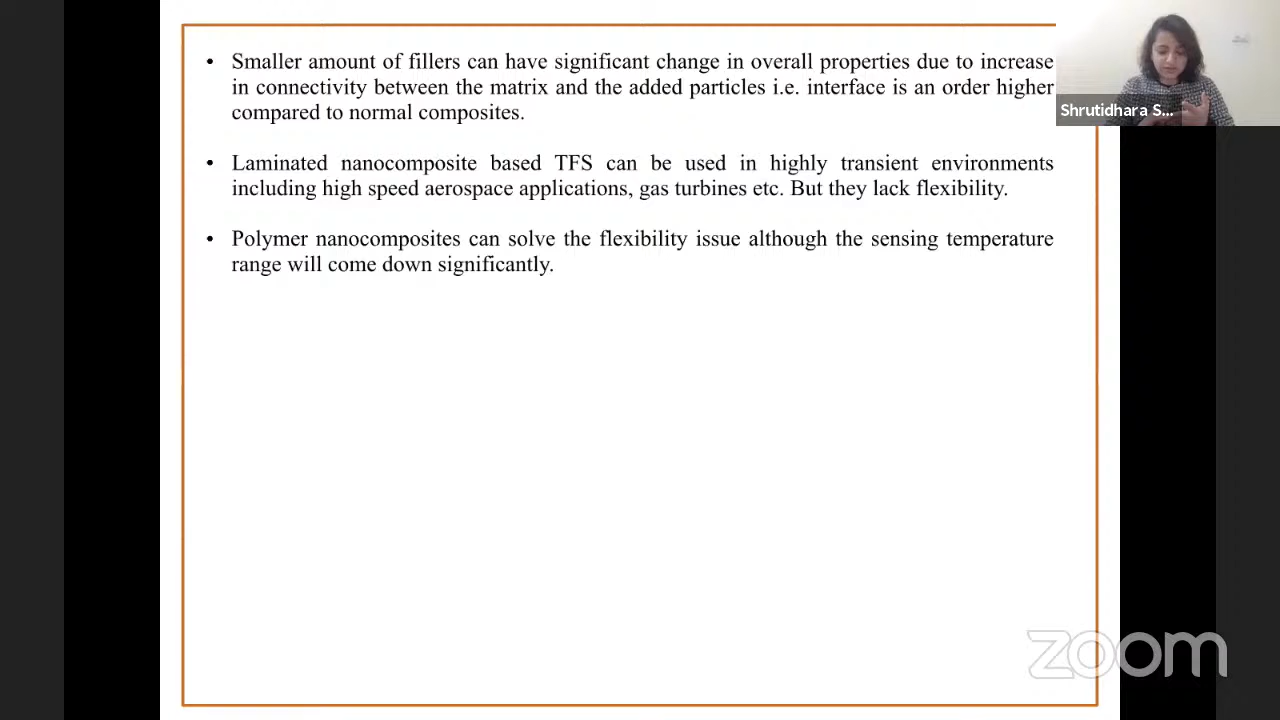 • Smaller amount of fillers can have significant change in overall properties due to increase
in connectivity between the matrix and the added particles i.e. interface is an order higher
compared to normal composites.
• Laminated nanocomposite based TFS can be used in highly transient environments
including high speed aerospace applications, gas turbines etc. But they lack flexibility.
• Polymer nanocomposites can solve the flexibility issue although the sensing temperature
range will come down significantly.
Shrutidhara S...
zoom